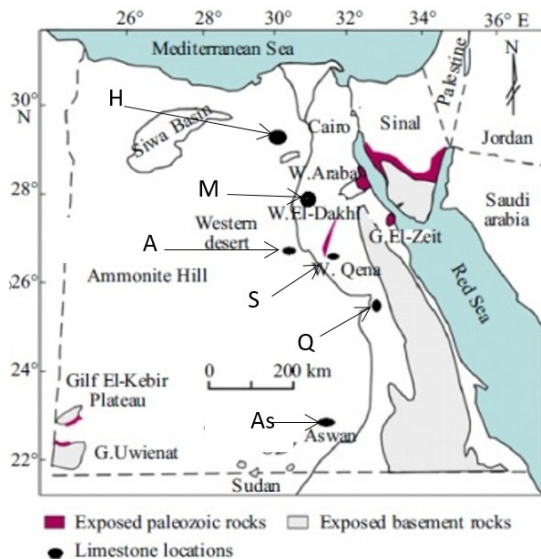 24° 26° 28° 30° 32° 34° 36° E
Mediterranean Sea
Palestine
N
30°
N
H
Siwa Basin
Cairo
Sinal
Jordan
W.Araba
28°
M
W.El-Dakhl
Saudi
arabia
Western
desert
G.El-Zeit
A
26°
Ammonite Hill
W. Qena
S
Red Sea
Q
24°
0 200 km
Gilf El-Kebir
Plateau
As
Aswan
G.Uwienat
22°
Sudan
Exposed paleozoic rocks
Exposed basement rocks
Limestone locations